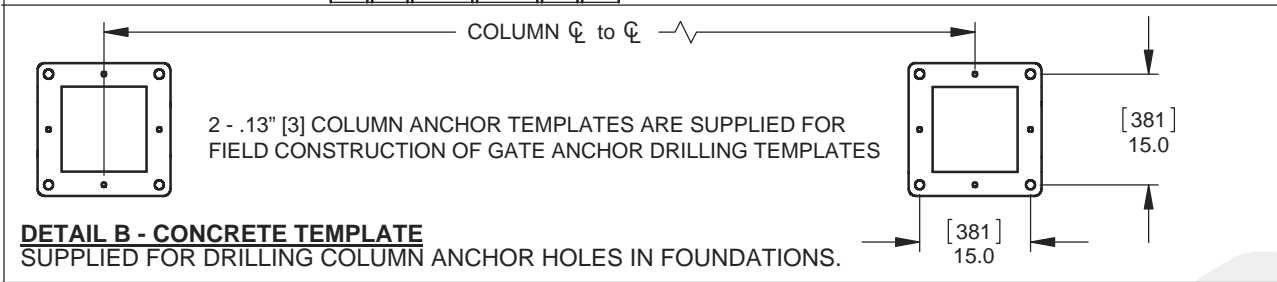 COLUMN ℄ to ℄
2 - .13" [3] COLUMN ANCHOR TEMPLATES ARE SUPPLIED FOR
FIELD CONSTRUCTION OF GATE ANCHOR DRILLING TEMPLATES
[381]
15.0
[381]
15.0
DETAIL B - CONCRETE TEMPLATE
SUPPLIED FOR DRILLING COLUMN ANCHOR HOLES IN FOUNDATIONS.